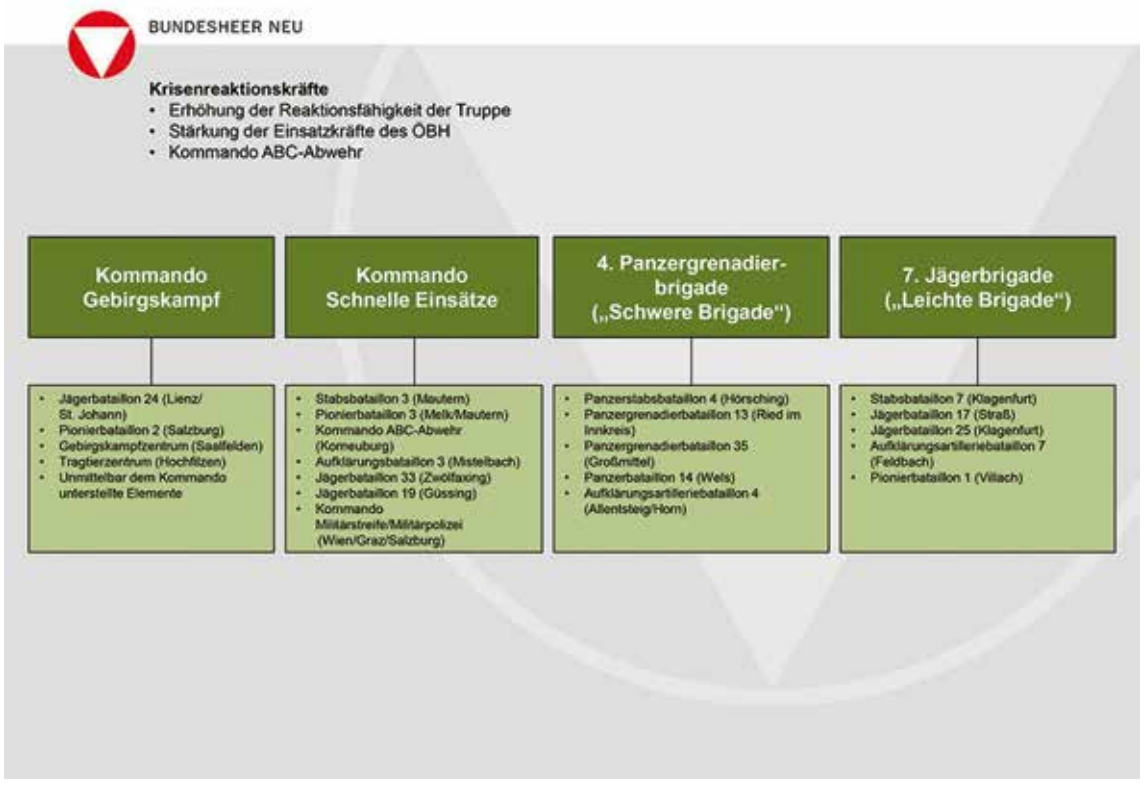 BUNDESHEER NEU
Krisenreaktionskräfte
• Erhöhung der Reaktionsfähigkeit der Truppe
• Stärkung der Einsatzkräfte des ÖBH
• Kommando ABC-Abwehr
Kommando
Gebirgskampf
• Jägerbataillon 24 (Lienz/
St. Johann)
• Pionierbataillon 2 (Salzburg)
• Gebirgskampfzentrum (Saalfelden)
• Tragtierzentrum (Hochfilzen)
• Unmittelbar dem Kommando
unterstellte Elemente
Kommando
Schnelle Einsätze
• Stabsbataillon 3 (Mautern)
• Pionierbataillon 3 (Melk/Mautern)
• Kommando ABC-Abwehr
(Korneuburg)
• Aufklärungsbataillon 3 (Mistelbach)
• Jägerbataillon 33 (Zwölfaxing)
• Jägerbataillon 19 (Güssing)
• Kommando
Militärstreife/Militärpolizei
(Wien/Graz/Salzburg)
4. Panzergrenadier-
brigade
(„Schwere Brigade“)
• Panzerstabsbataillon 4 (Hörsching)
• Panzergrenadierbataillon 13 (Ried im
Innkreis)
• Panzergrenadierbataillon 35
(Großmittel)
• Panzerbataillon 14 (Wels)
• Aufklärungsartilleriebataillon 4
(Allentsteig/Horn)
7. Jägerbrigade
(„Leichte Brigade“)
• Stabsbataillon 7 (Klagenfurt)
• Jägerbataillon 17 (Straß)
• Jägerbataillon 25 (Klagenfurt)
• Aufklärungsartilleriebataillon 7
(Feldbach)
• Pionierbataillon 1 (Villach)